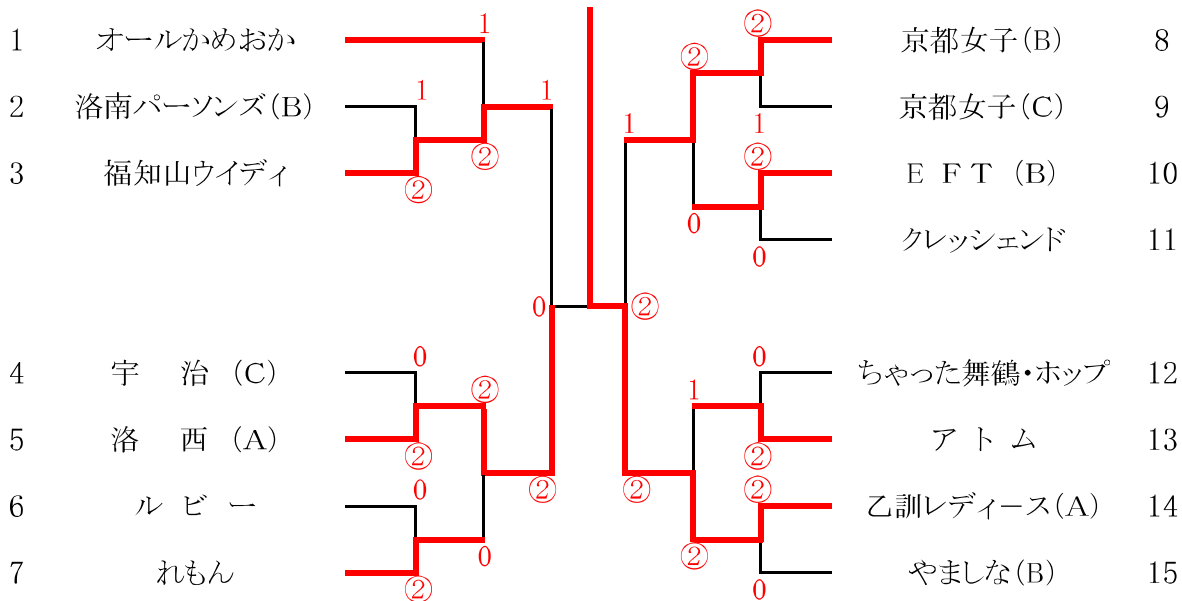 1 オールかめおか
2 洛南パーソンズ(B)
3 福知山ウイディ
4 宇 治 (C)
5 洛 西 (A)
6 ル ビ ー
7 れもん
1
1
②
②
1
0
②
0
②
②
0
0
②
②
京都女子(B) 8
京都女子(C) 9
E F T (B) 10
クレッシェンド 11
ちゃった舞鶴・ホップ 12
ア ト ム 13
乙訓レディース(A) 14
やましな(B) 15
②
②
1
1
②
0
0
②
0
1
②
②
②
②
0